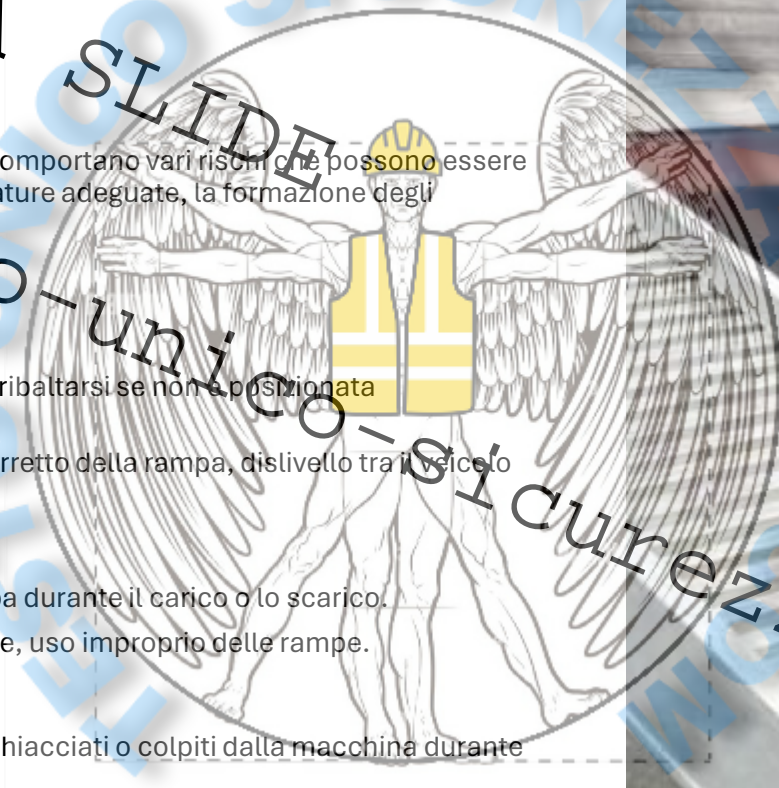 SLIDE
omportano vari rischi che possono essere
ature adeguate, la formazione degli
o-unico-sicurez
ribaltarsi se non è posizionata
rretto della rampa, dislivello tra il veicolo
a durante il carico o lo scarico.
e, uso improprio delle rampe.
hiacciati o colpiti dalla macchina durante